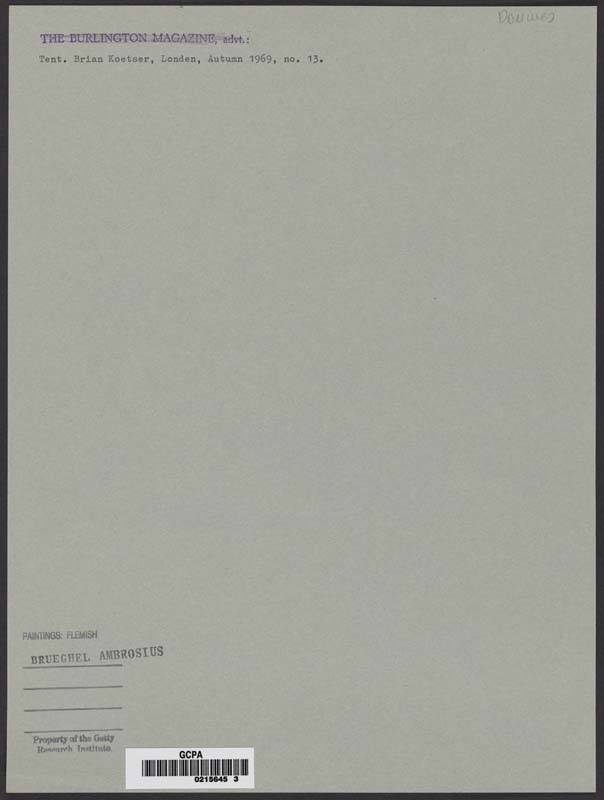 THE BURLINGTON MAGAZINE, advt.:
Tent. Brian Koetser, Londen, Autumn 1969, no. 13.
PAINTINGS: FLEMISH
BRUEGHEL AMBROSIUS
Property of the Getty
Research Institute.
GCPA
0215645 3